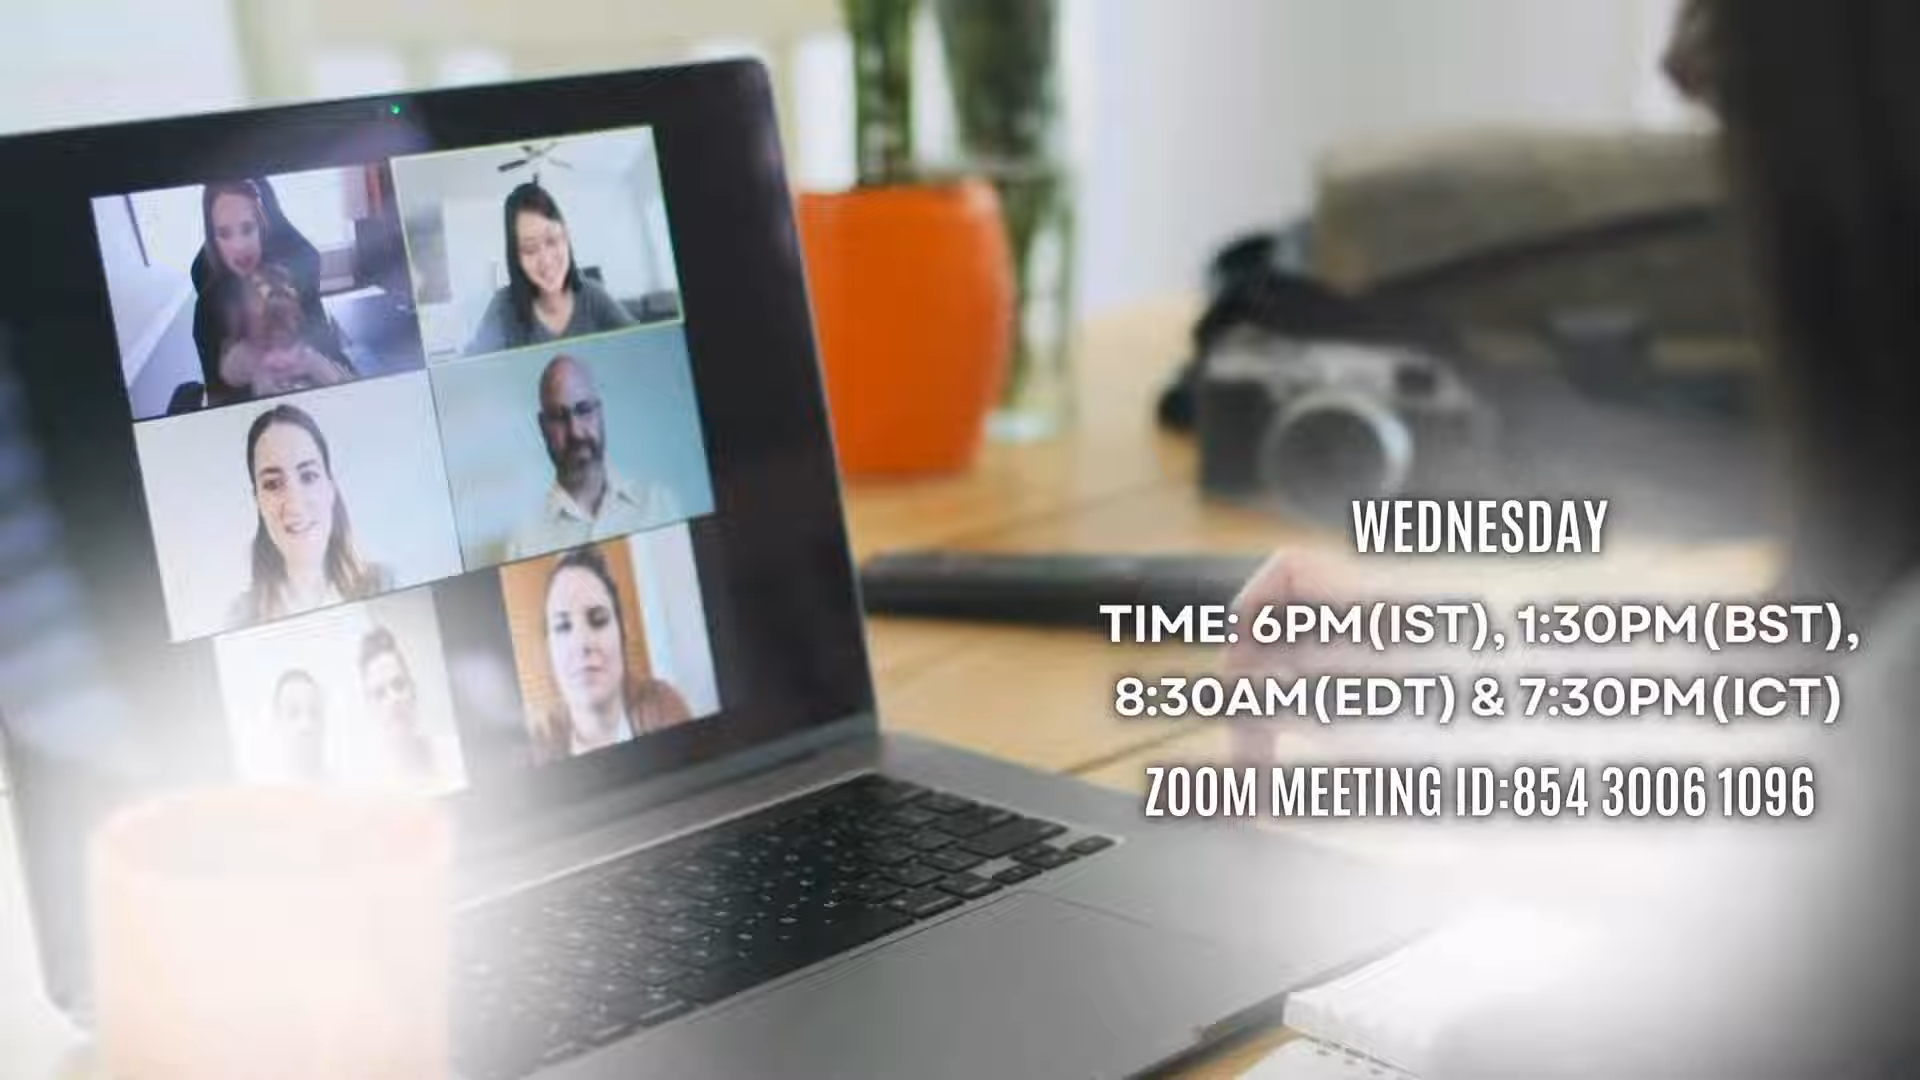 WEDNESDAY
TIME: 6PM(IST), 1:30PM(BST),
8:30AM(EDT) & 7:30PM(ICT)
ZOOM MEETING ID:854 3006 1096